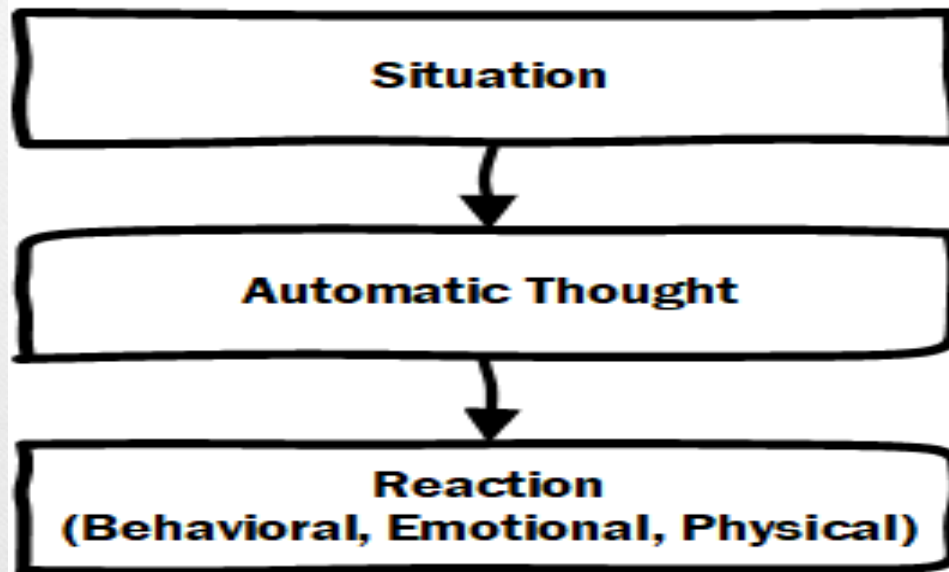 Situation
Automatic Thought
Reaction
(Behavioral, Emotional, Physical)